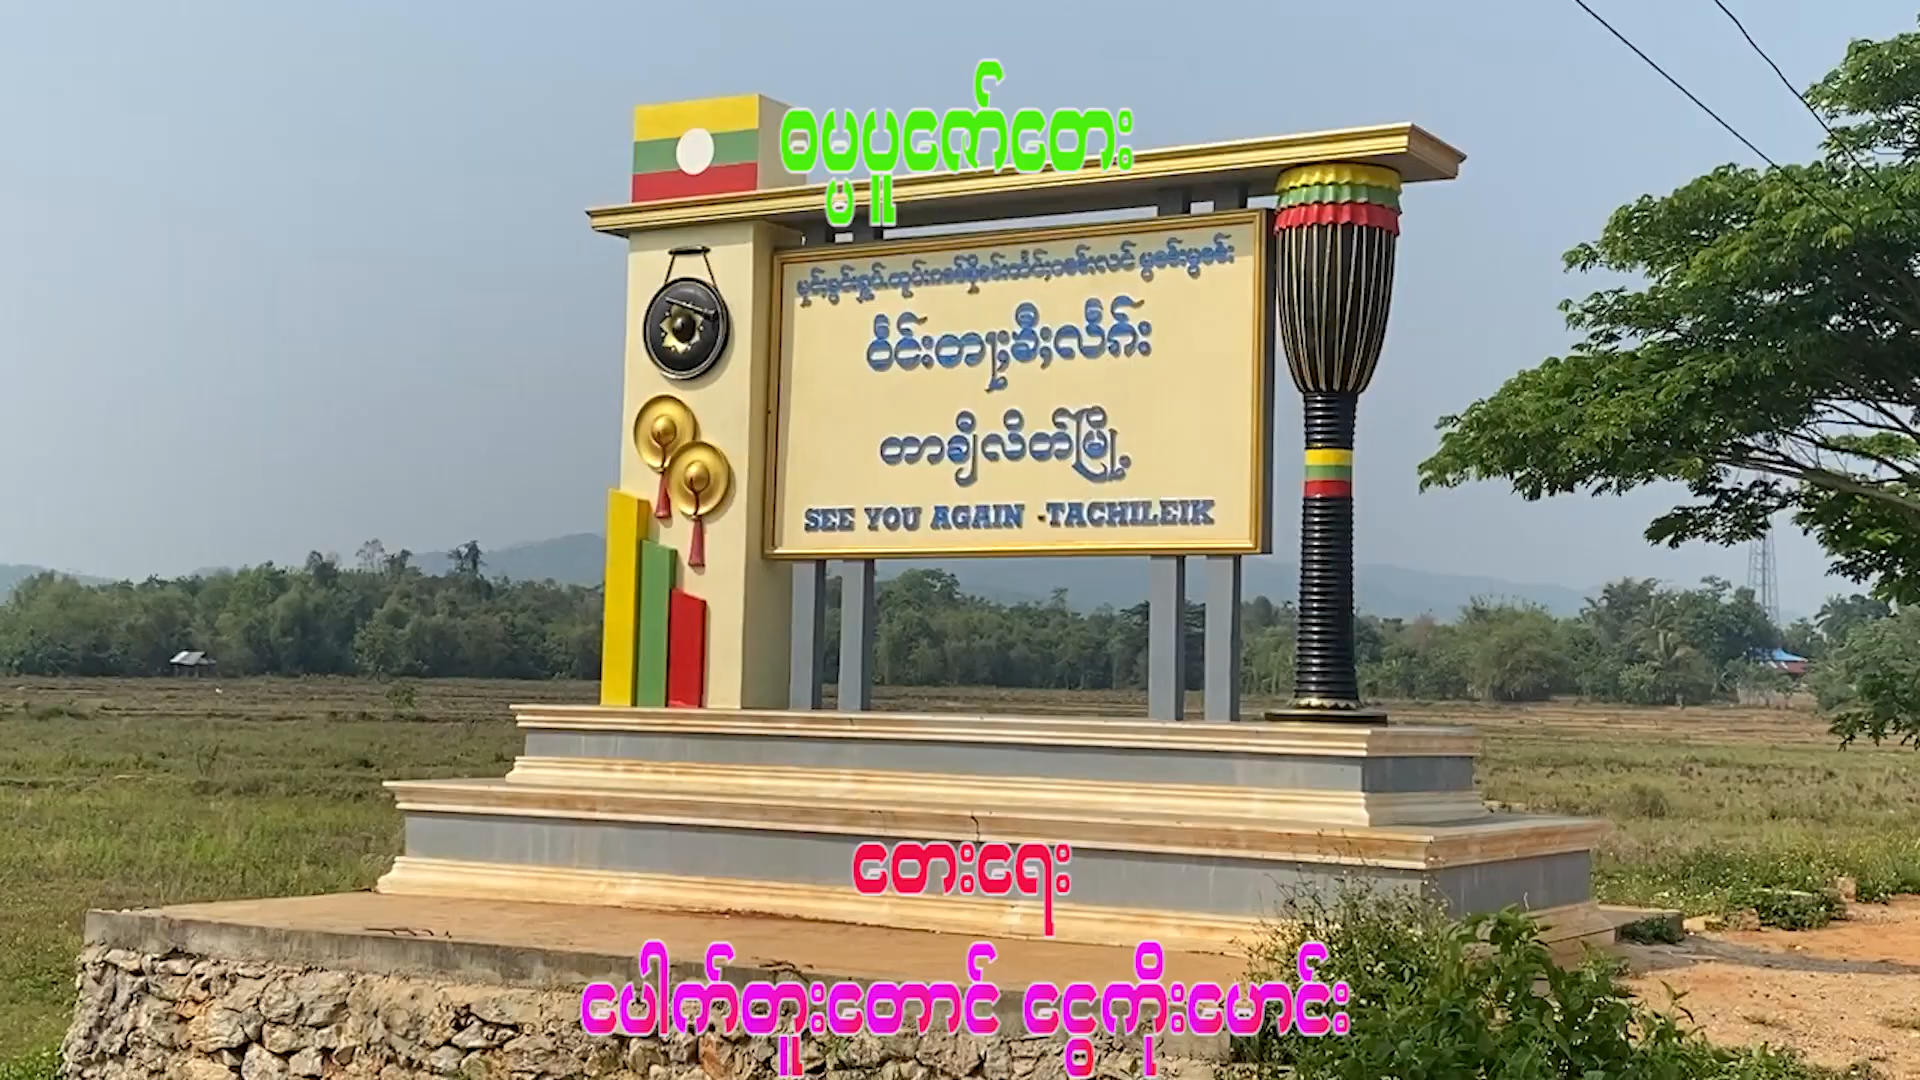 ဓမ္မပူဇော်တေး
ဝဵင်းတႃႈၶီႈလဵၵ်း
တာချီလိတ်မြို့
SEE YOU AGAIN -TACHILEIK
တေးရေး
ပေါက်တူးတောင် ငွေကိုးမောင်း